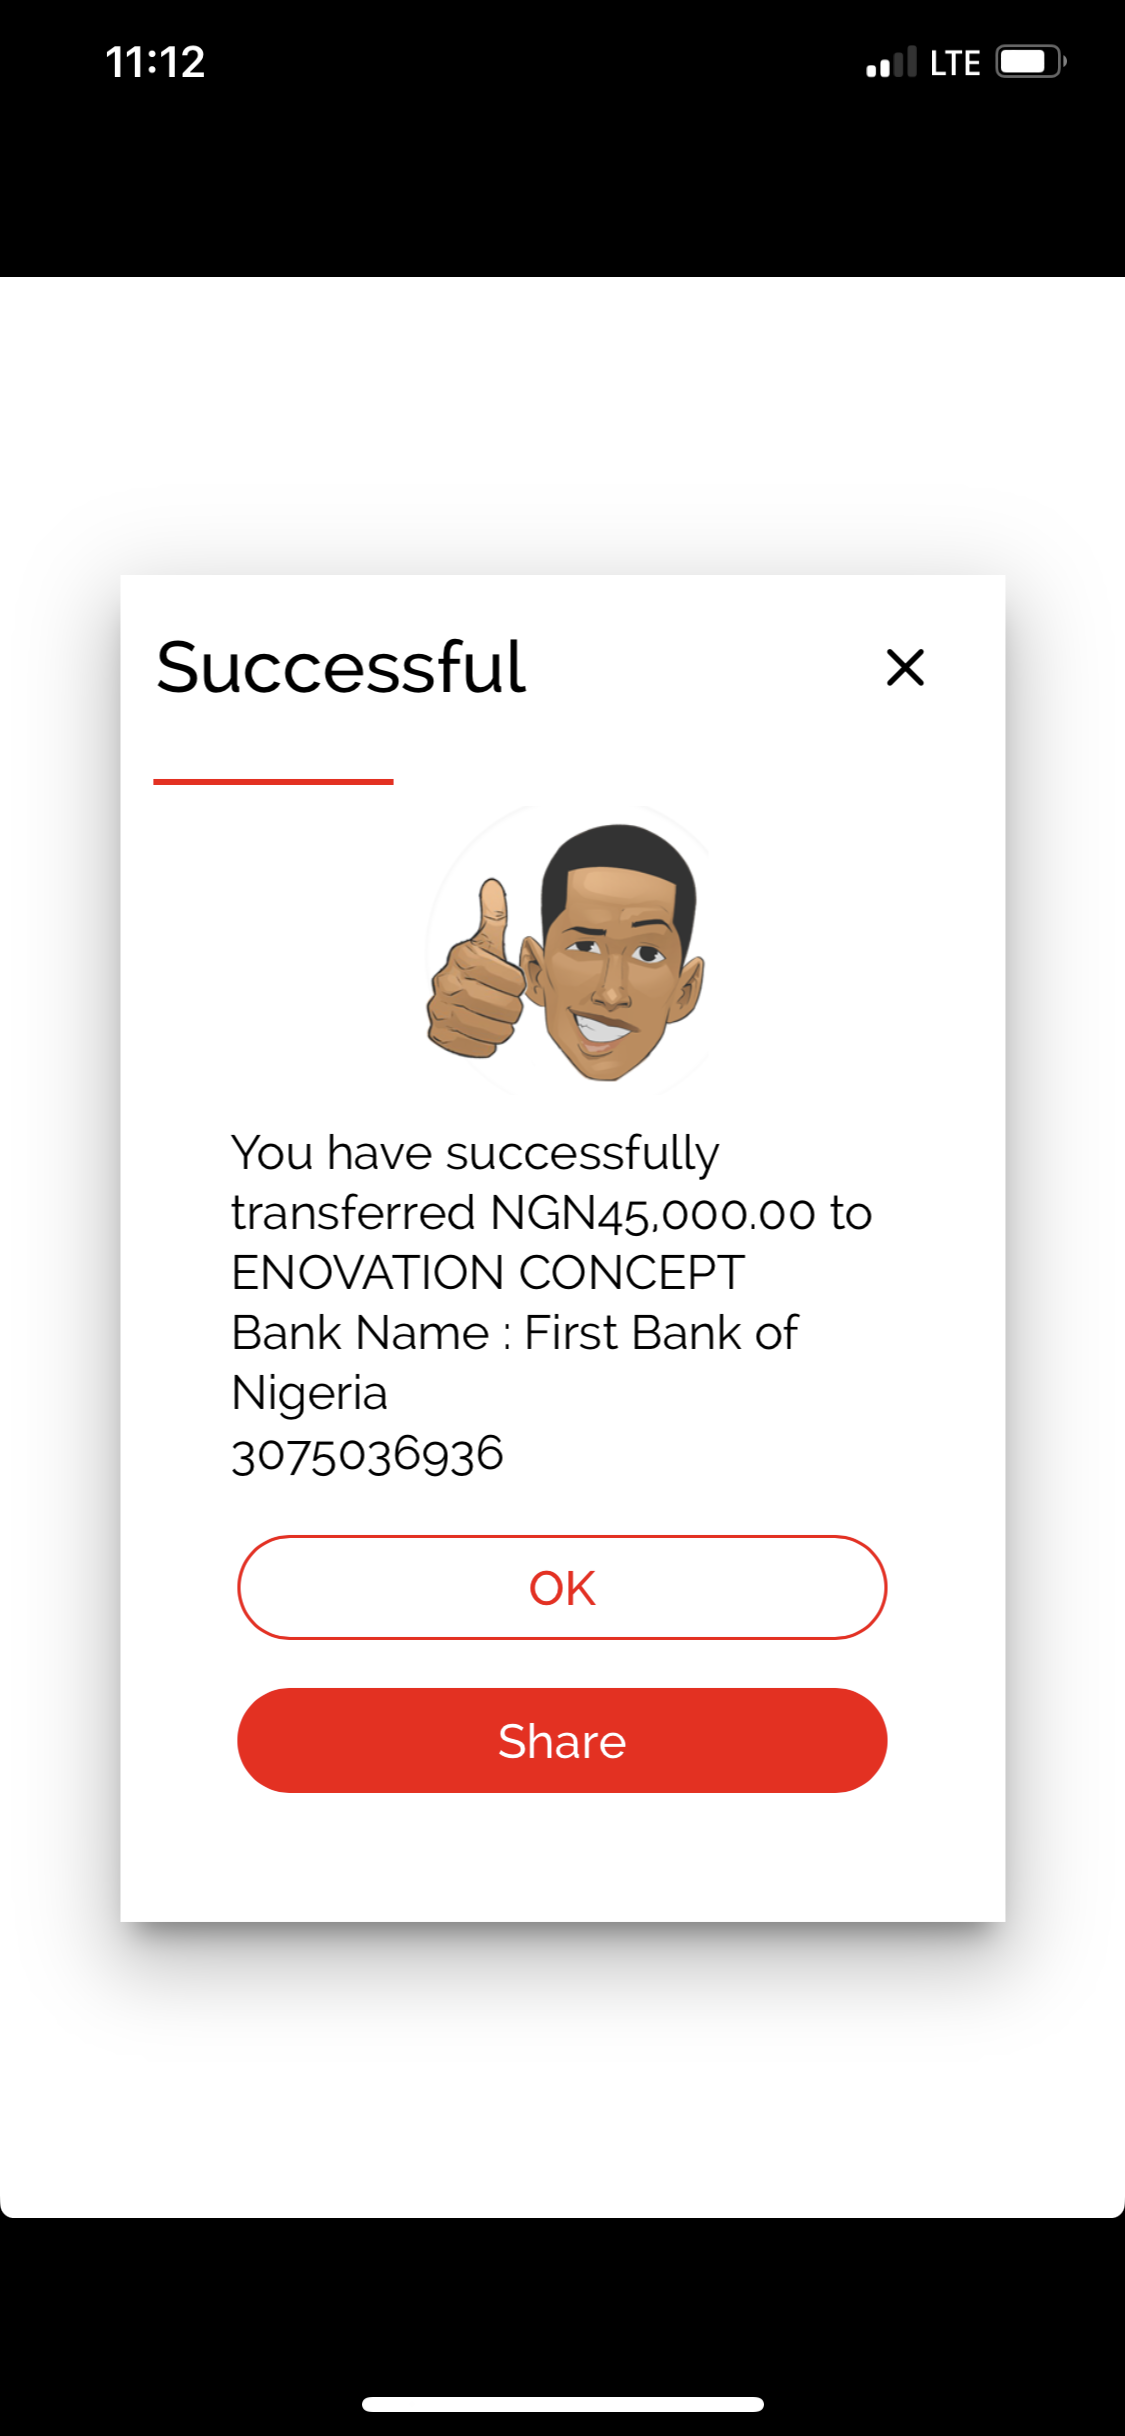 11:12
LTE
Successful
You have successfully
transferred NGN45,000.00 to
ENOVATION CONCEPT
Bank Name : First Bank of
Nigeria
3075036936
OK
Share